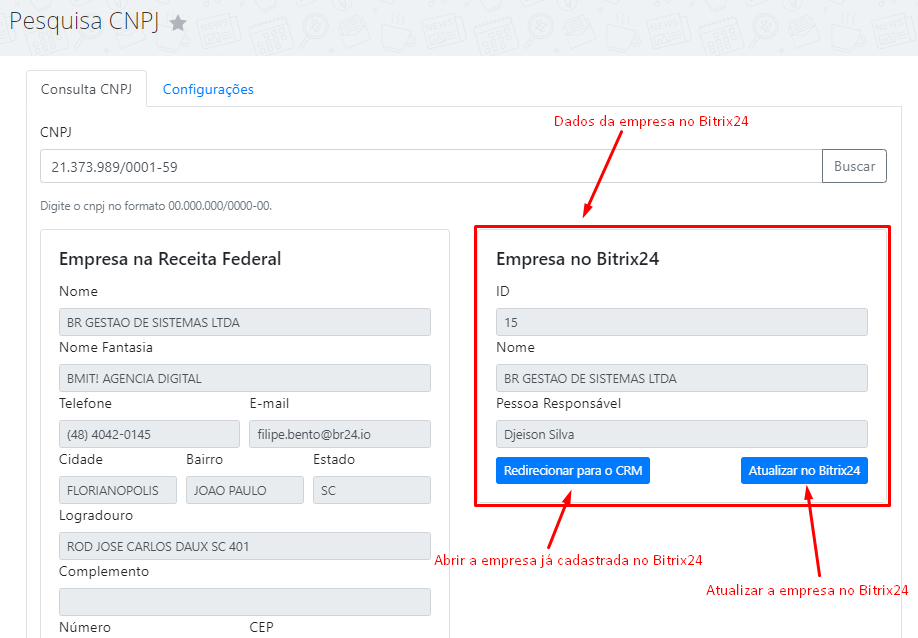 Pesquisa CNPJ
Consulta CNPJ Configurações
Dados da empresa no Bitrix24
CNPJ
21.373.989/0001-59 Buscar
Digite o cnpj no formato 00.000.000/0000-00.
Empresa na Receita Federal
Nome
BR GESTAO DE SISTEMAS LTDA
Nome Fantasia
BMIT! AGENCIA DIGITAL
Telefone E-mail
(48) 4042-0145 filipe.bento@br24.io
Cidade Bairro Estado
FLORIANOPOLIS JOAO PAULO SC
Logradouro
ROD JOSE CARLOS DAUX SC 401
Complemento
Número CEP
Empresa no Bitrix24
ID
15
Nome
BR GESTAO DE SISTEMAS LTDA
Pessoa Responsável
Djeison Silva
Redirecionar para o CRM Atualizar no Bitrix24
Abrir a empresa já cadastrada no Bitrix24
Atualizar a empresa no Bitrix24